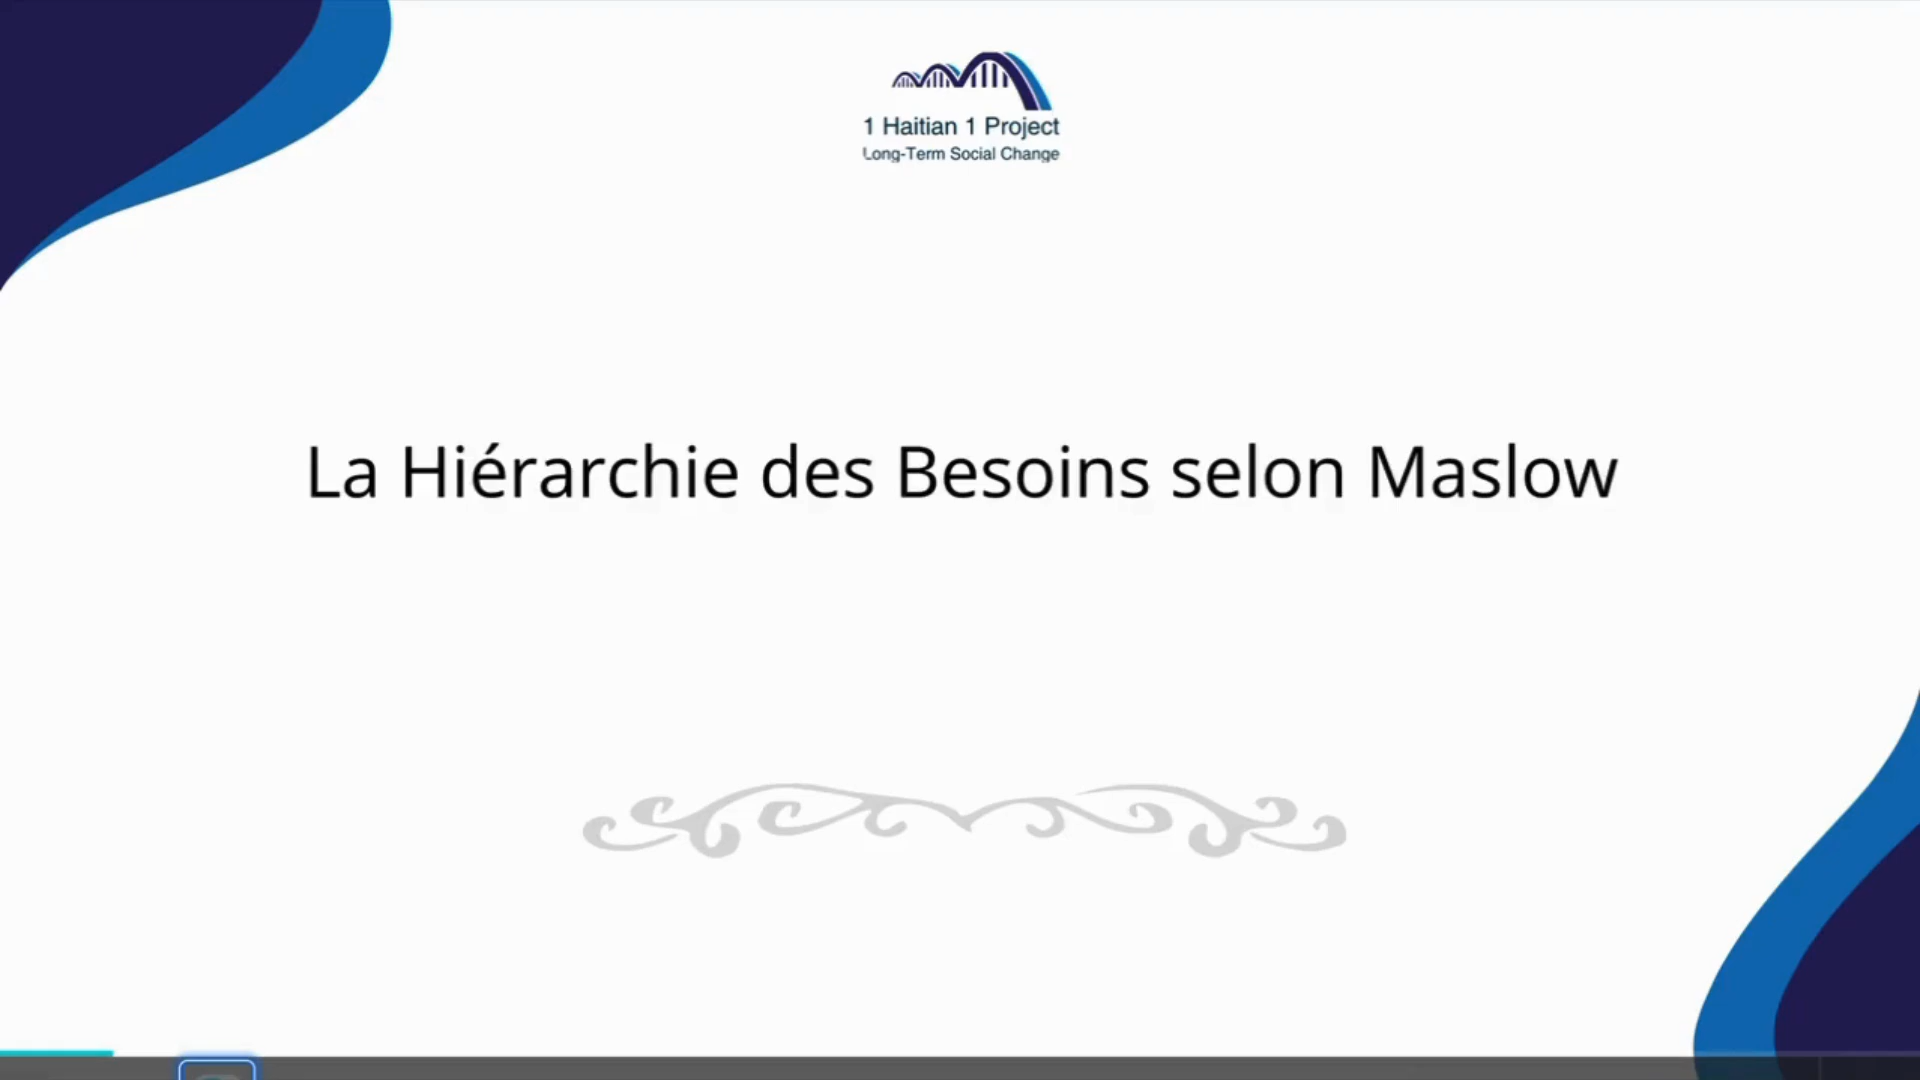 1 Haitian 1 Project
Long-Term Social Change
La Hiérarchie des Besoins selon Maslow